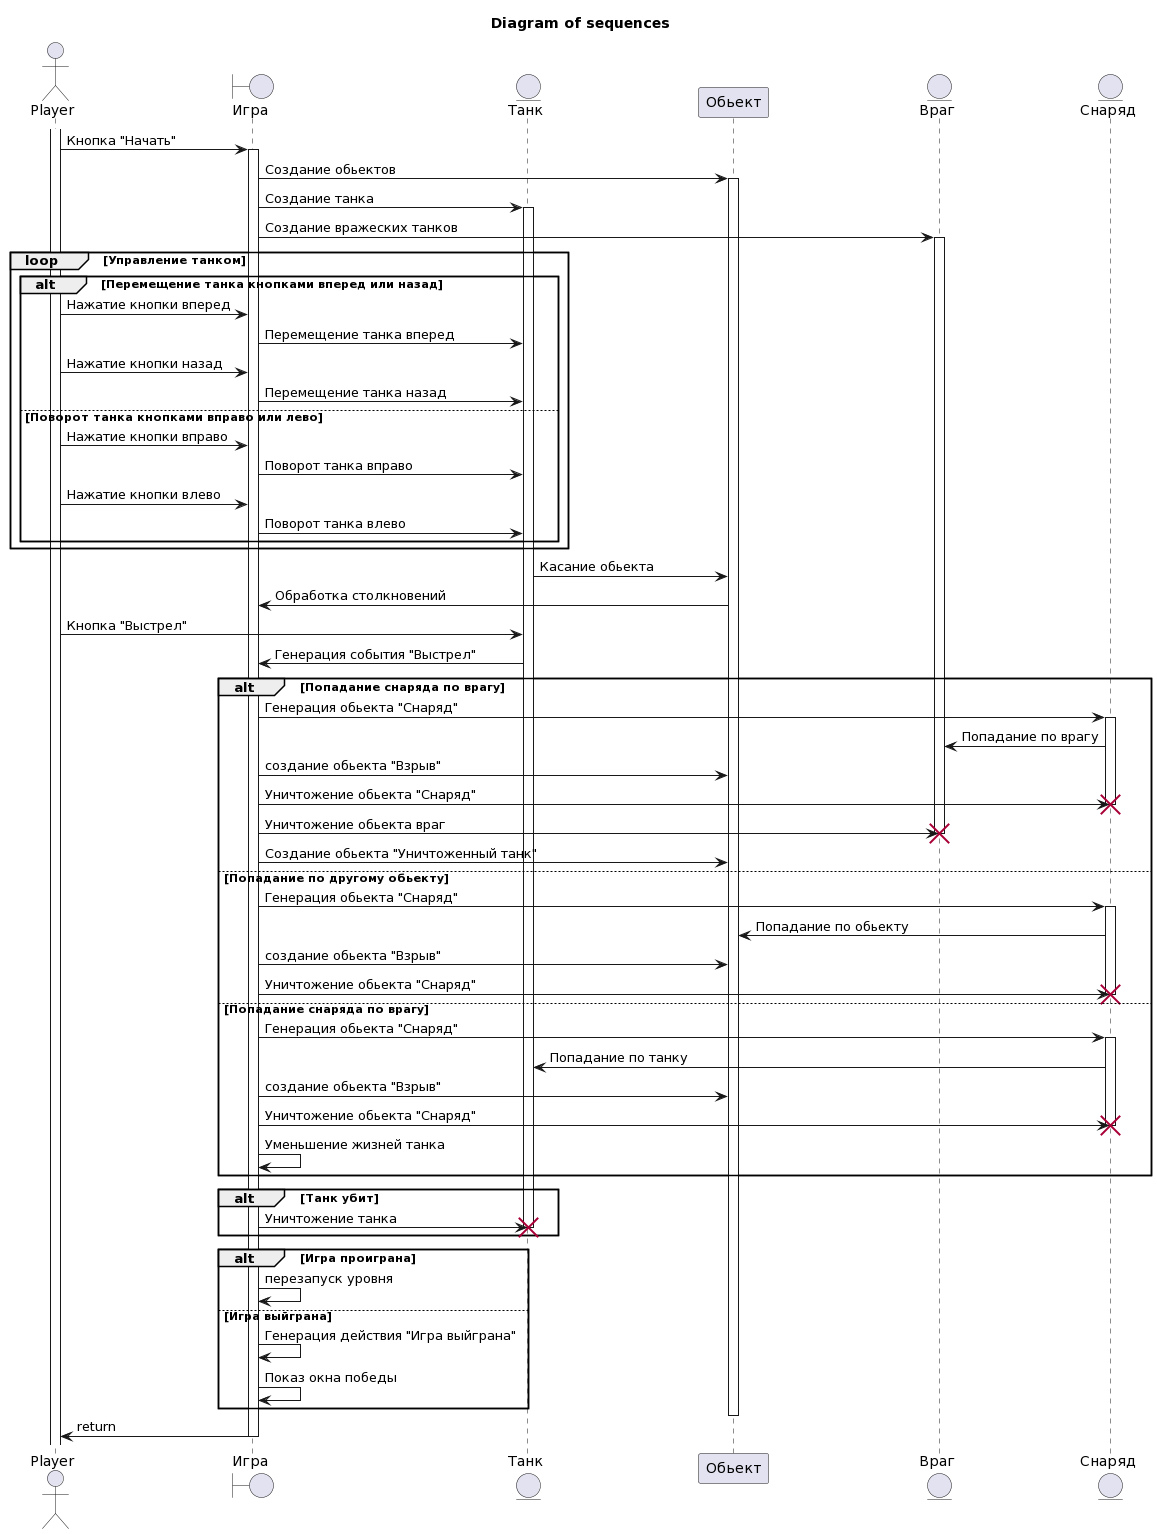 Diagram of sequences
Player
Игра
Танк
Обьект
Враг
Снаряд
Кнопка "Начать"
Создание обьектов
Создание танка
Создание вражеских танков
loop [Управление танком]
alt [Перемещение танка кнопками вперед или назад]
Нажатие кнопки вперед
Перемещение танка вперед
Нажатие кнопки назад
Перемещение танка назад
[Поворот танка кнопками вправо или лево]
Нажатие кнопки вправо
Поворот танка вправо
Нажатие кнопки влево
Поворот танка влево
Касание обьекта
Обработка столкновений
Кнопка "Выстрел"
Генерация события "Выстрел"
alt [Попадание снаряда по врагу]
Генерация обьекта "Снаряд"
Попадание по врагу
создание обьекта "Взрыв"
Уничтожение обьекта "Снаряд"
Уничтожение обьекта враг
Создание обьекта "Уничтоженный танк"
[Попадание по другому обьекту]
Генерация обьекта "Снаряд"
Попадание по обьекту
создание обьекта "Взрыв"
Уничтожение обьекта "Снаряд"
[Попадание снаряда по врагу]
Генерация обьекта "Снаряд"
Попадание по танку
создание обьекта "Взрыв"
Уничтожение обьекта "Снаряд"
Уменьшение жизней танка
alt [Танк убит]
Уничтожение танка
alt [Игра проиграна]
перезапуск уровня
[Игра выйграна]
Генерация действия "Игра выйграна"
Показ окна победы
return
Player
Игра
Танк
Обьект
Враг
Снаряд